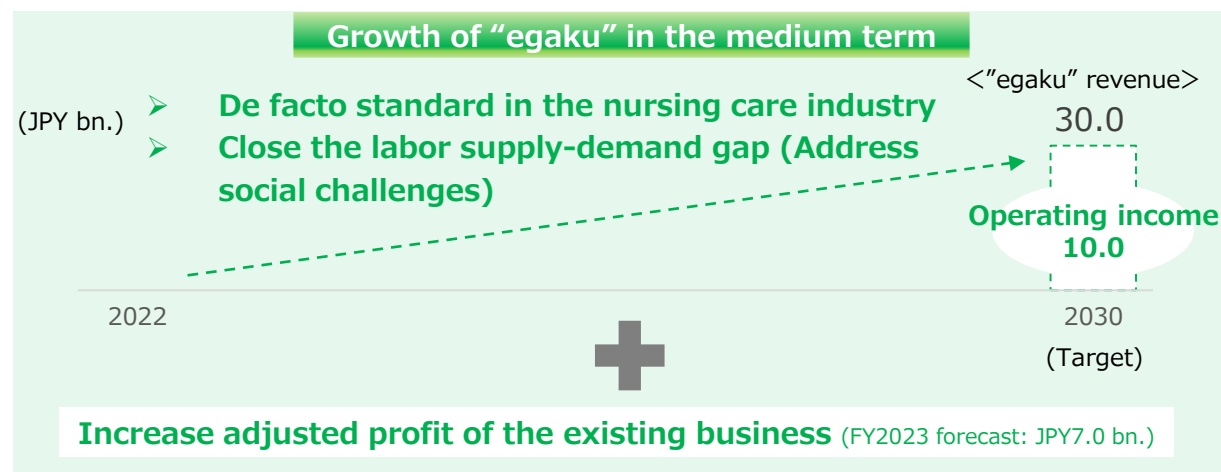 Growth of “egaku” in the medium term
(JPY bn.)
➢ De facto standard in the nursing care industry
➢ Close the labor supply-demand gap (Address
social challenges)
＜”egaku” revenue＞
30.0
Operating income
10.0
2022
2030
(Target)
Increase adjusted profit of the existing business (FY2023 forecast: JPY7.0 bn.)